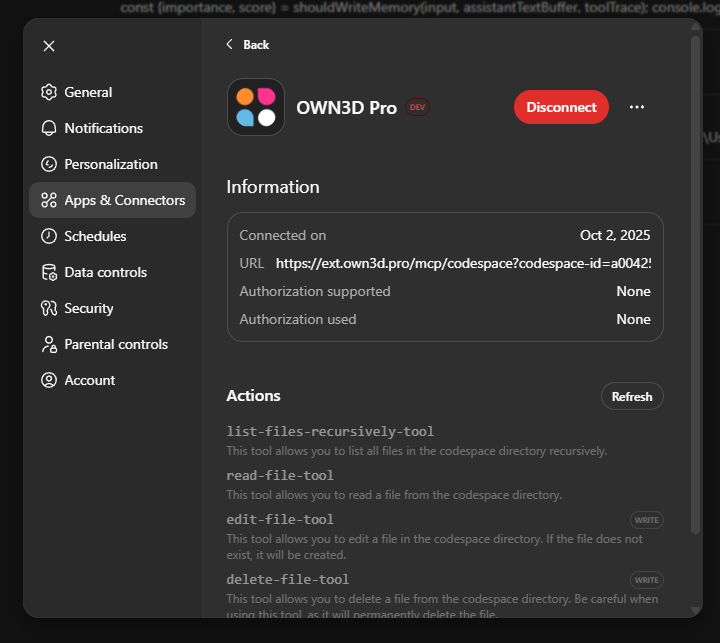 const {importance, score} = shouldWriteMemory(input, assistantTextBuffer, toolTrace); console.log
General
Notifications
Personalization
Apps & Connectors
Schedules
Data controls
Security
Parental controls
Account
Back
OWN3D Pro DEV
Disconnect
Information
Connected on Oct 2, 2025
URL https://ext.own3d.pro/mcp/codespace?codespace-id=a0042
Authorization supported None
Authorization used None
Actions
Refresh
list-files-recursively-tool
This tool allows you to list all files in the codespace directory recursively.
read-file-tool
This tool allows you to read a file from the codespace directory.
edit-file-tool WRITE
This tool allows you to edit a file in the codespace directory. If the file does not
exist, it will be created.
delete-file-tool WRITE
This tool allows you to delete a file from the codespace directory. Be careful when
using this tool, as it will permanently delete the file.